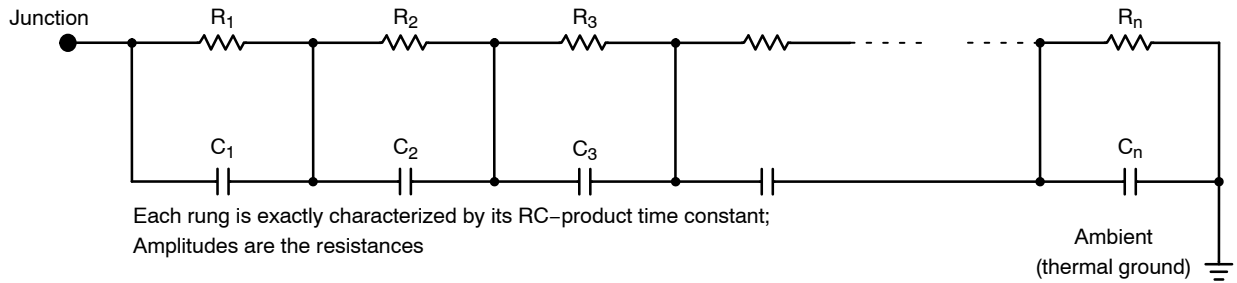 Junction
R₁ R₂ R₃ Rₙ
C₁ C₂ C₃ Cₙ
Each rung is exactly characterized by its RC−product time constant;
Amplitudes are the resistances
Ambient
(thermal ground)